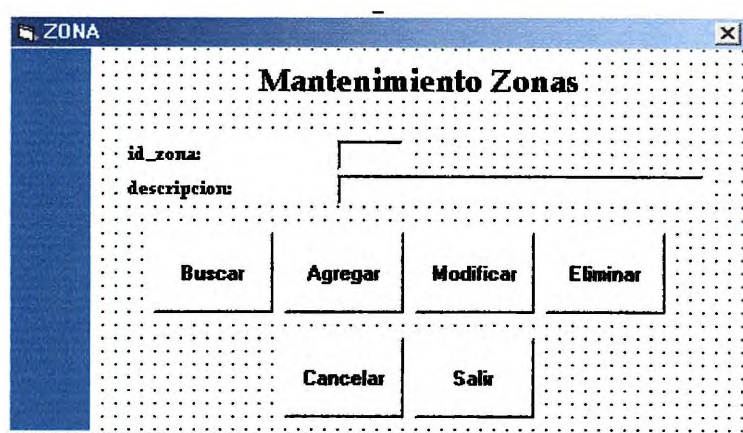 ZONA
Mantenimiento Zonas
id_zona:
descripcion:
Buscar Agregar Modificar Eliminar
Cancelar Salir